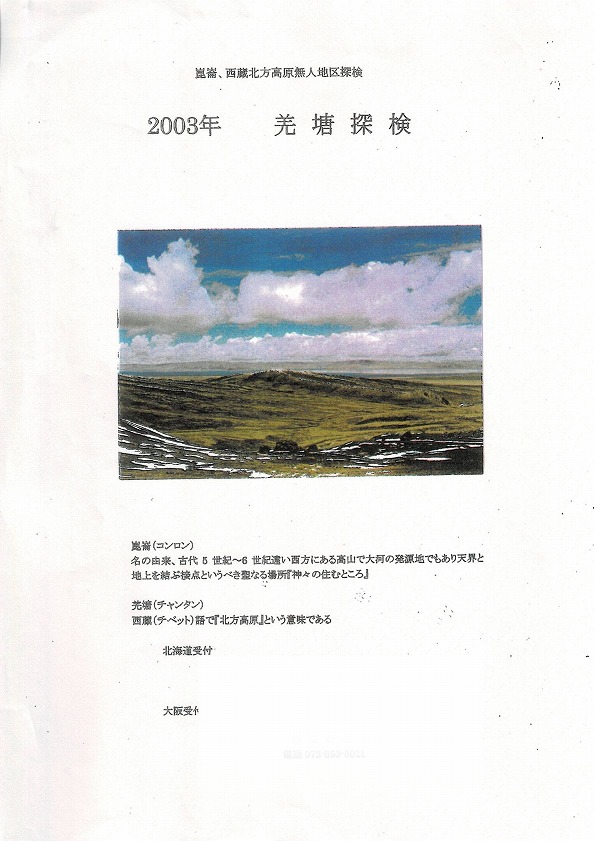 崑崙、西蔵北方高原無人地区探検
2003年 羌塘探検
崑崙(コンロン)
名の由来、古代 5 世紀～6 世紀遠い西方にある高山で大河の発源地でもあり天界と
地上を結ぶ接点というべき聖なる場所『神々の住むところ』
羌塘(チャンタン)
西蔵(チベット)語で『北方高原』という意味である
北海道受付
大阪受付